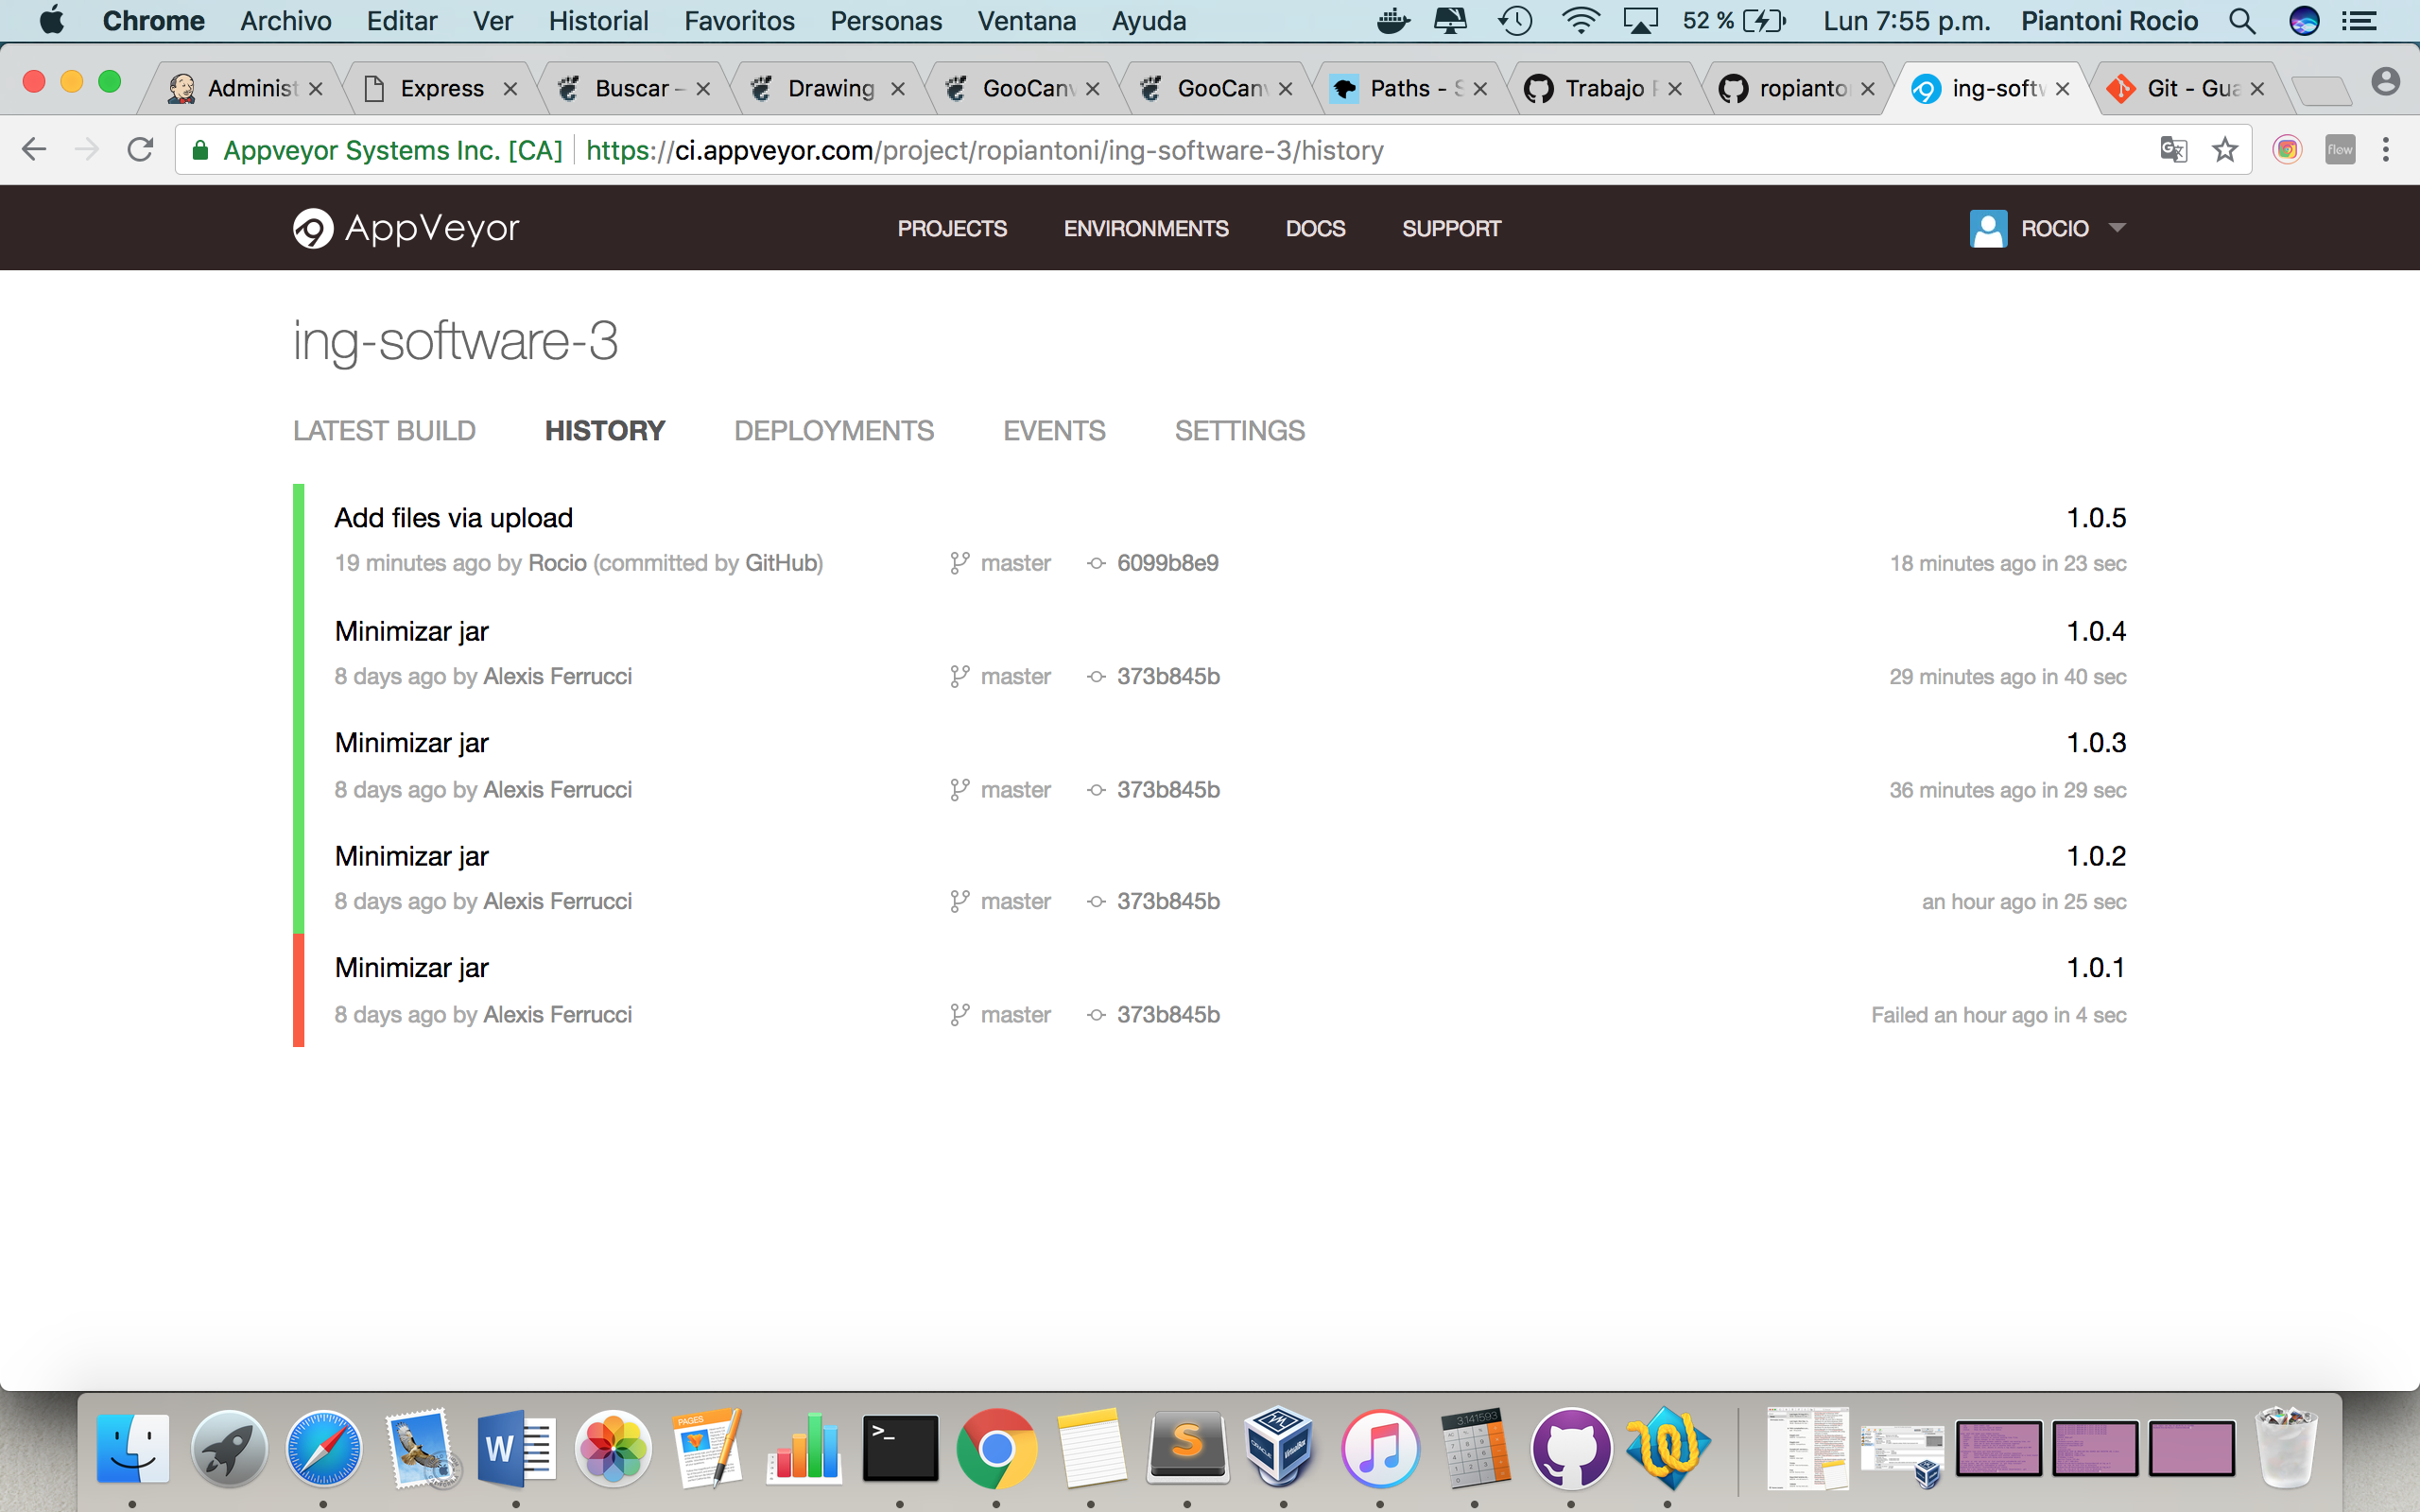 Chrome Archivo Editar Ver Historial Favoritos Personas Ventana Ayuda 52 % Lun 7:55 p.m. Piantoni Rocio
Administ Express Buscar – Drawing GooCanv GooCanv Paths - S Trabajo P ropianto ing-softw Git - Gua
Appveyor Systems Inc. [CA] https://ci.appveyor.com/project/ropiantoni/ing-software-3/history flow
AppVeyor PROJECTS ENVIRONMENTS DOCS SUPPORT ROCIO
ing-software-3
LATEST BUILD HISTORY DEPLOYMENTS EVENTS SETTINGS
Add files via upload 1.0.5
19 minutes ago by Rocio (committed by GitHub) master 6099b8e9 18 minutes ago in 23 sec
Minimizar jar 1.0.4
8 days ago by Alexis Ferrucci master 373b845b 29 minutes ago in 40 sec
Minimizar jar 1.0.3
8 days ago by Alexis Ferrucci master 373b845b 36 minutes ago in 29 sec
Minimizar jar 1.0.2
8 days ago by Alexis Ferrucci master 373b845b an hour ago in 25 sec
Minimizar jar 1.0.1
8 days ago by Alexis Ferrucci master 373b845b Failed an hour ago in 4 sec
W PAGES >_ S VirtualBox 3.141593